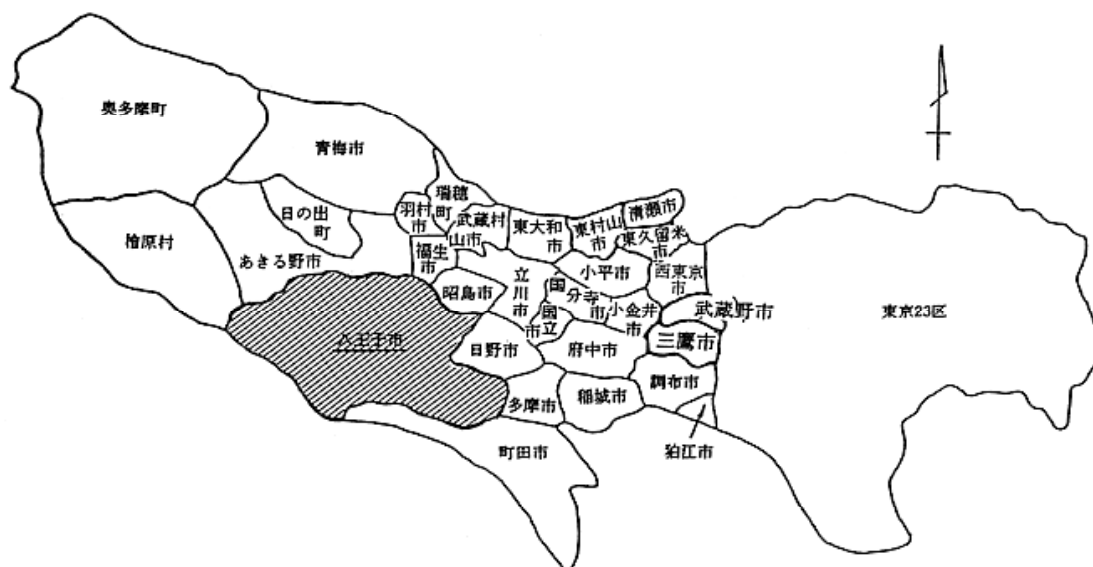 奥多摩町
青梅市
檜原村
日の出
町
あきる野市
羽村
市
瑞穂
町
武蔵村
山市
福生
市
昭島市
八王子市
東大和
市
東村山
市
清瀬市
東久留米
市
立
川
市
小平市
西東京
市
国
分寺
市
国
立
市
小金井
市
武蔵野市
三鷹市
日野市
府中市
調布市
多摩市
稲城市
狛江市
町田市
東京23区